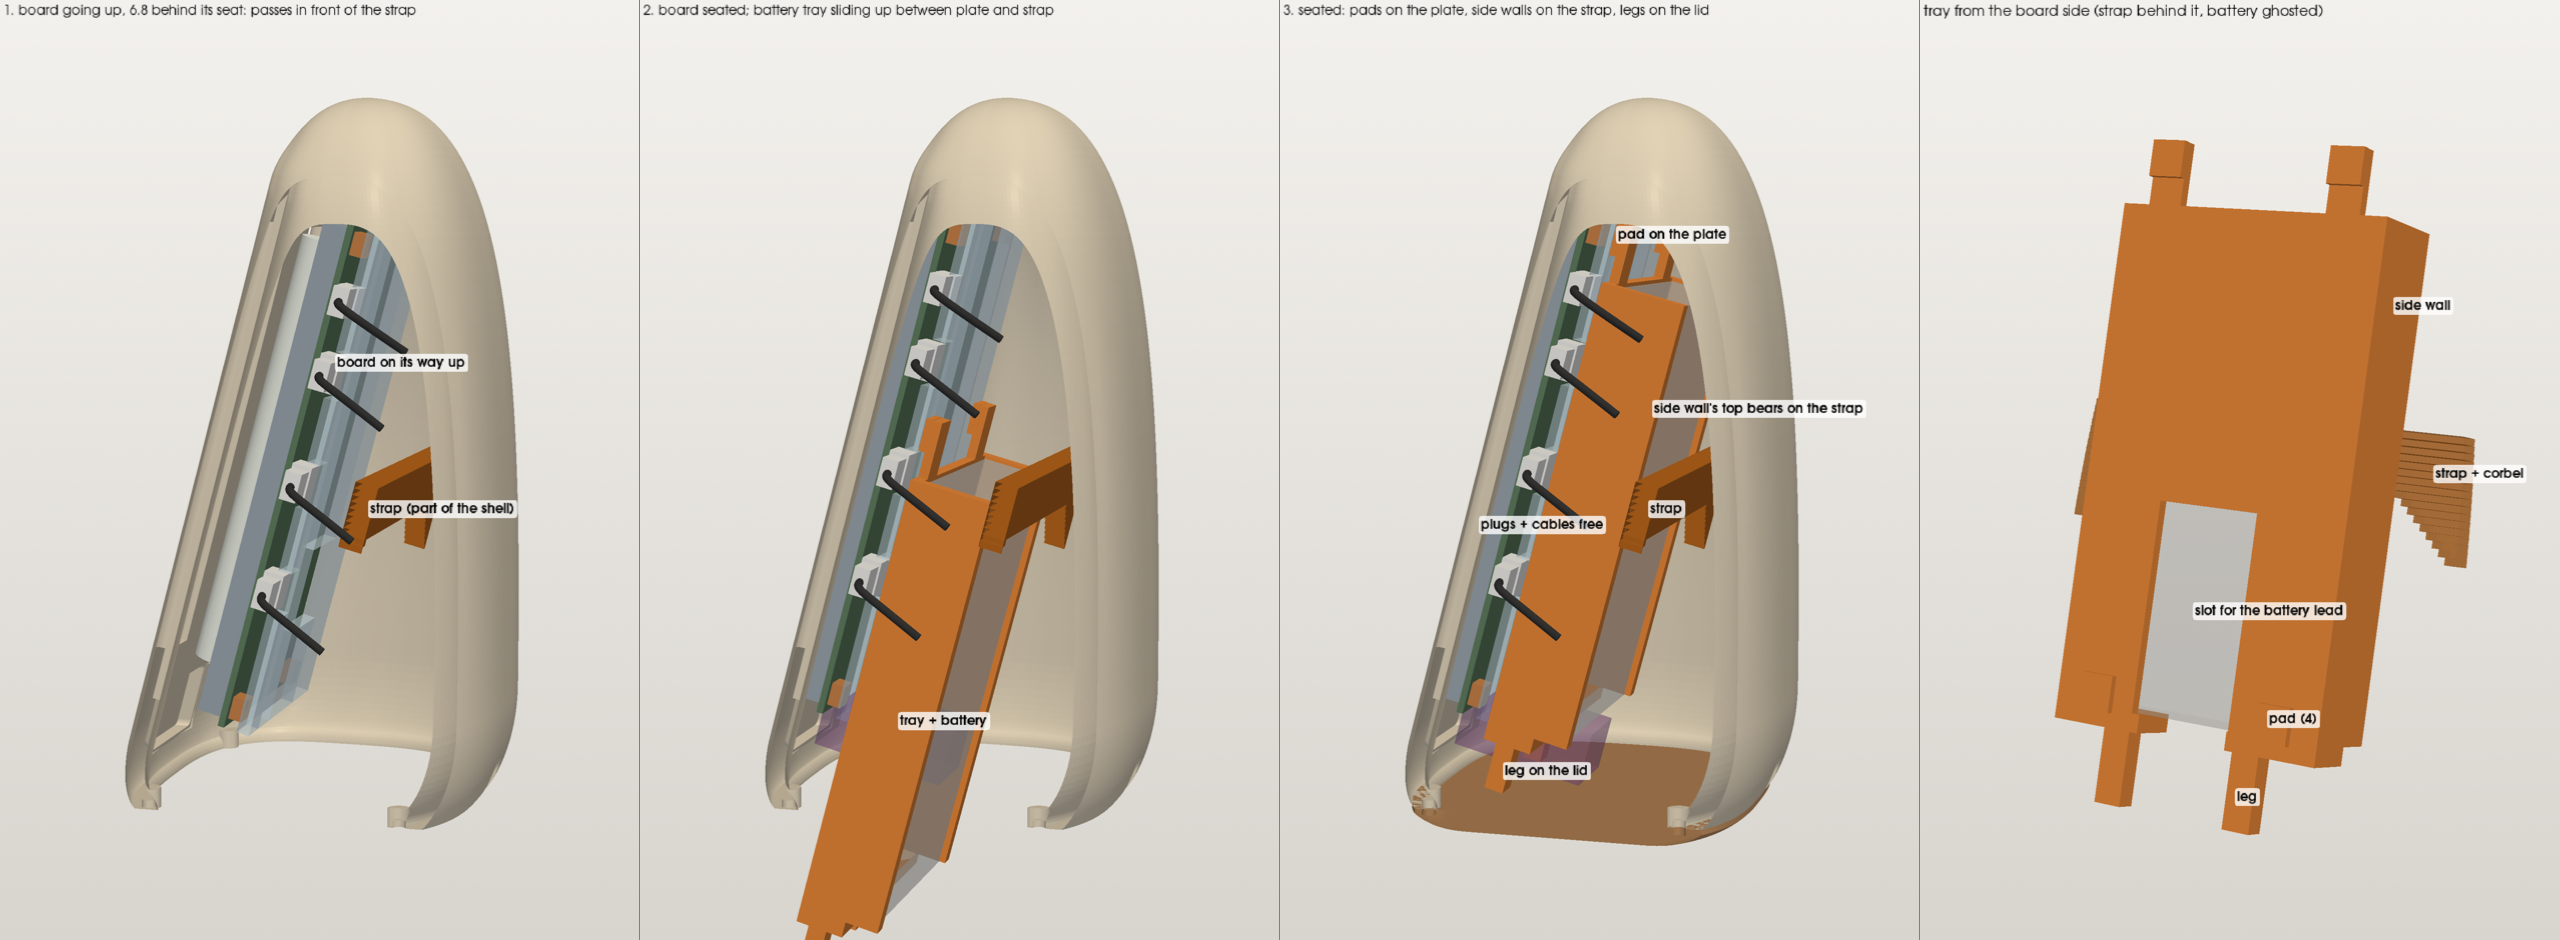 1. board going up, 6.8 behind its seat: passes in front of the strap
board on its way up
strap (part of the shell)
2. board seated; battery tray sliding up between plate and strap
tray + battery
3. seated: pads on the plate, side walls on the strap, legs on the lid
pad on the plate
side wall's top bears on the strap
strap
plugs + cables free
leg on the lid
tray from the board side (strap behind it, battery ghosted)
side wall
strap + corbel
slot for the battery lead
pad (4)
leg